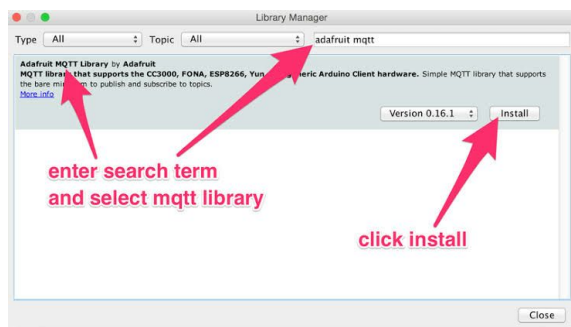 Library Manager
Type All Topic All adafruit mqtt
Adafruit MQTT Library by Adafruit
MQTT library that supports the CC3000, FONA, ESP8266, Yun, generic Arduino Client hardware. Simple MQTT library that supports
the bare minimum to publish and subscribe to topics.
More info
Version 0.16.1 Install
enter search term
and select mqtt library
click install
Close